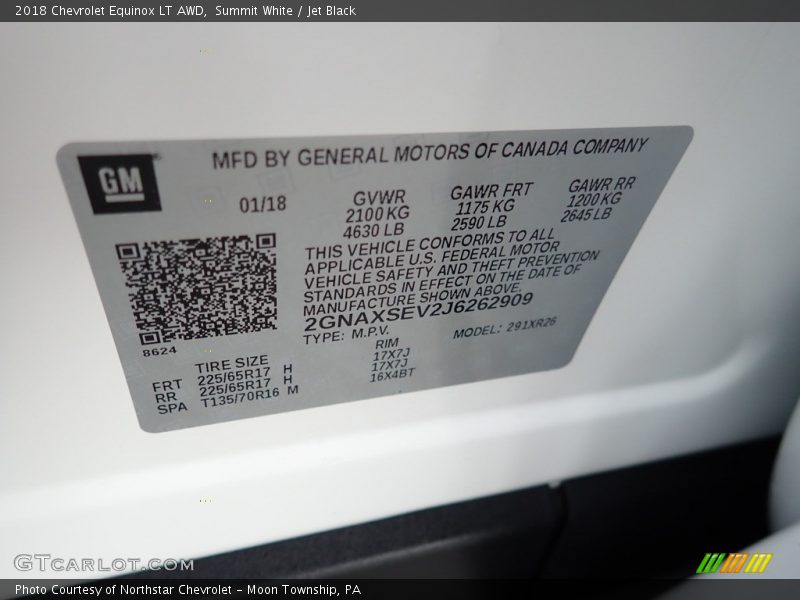 2018 Chevrolet Equinox LT AWD, Summit White / Jet Black
GM
MFD BY GENERAL MOTORS OF CANADA COMPANY
01/18
GVWR
2100 KG
4630 LB
GAWR FRT
1175 KG
2590 LB
GAWR RR
1200 KG
2645 LB
THIS VEHICLE CONFORMS TO ALL
APPLICABLE U.S. FEDERAL MOTOR
VEHICLE SAFETY AND THEFT PREVENTION
STANDARDS IN EFFECT ON THE DATE OF
MANUFACTURE SHOWN ABOVE.
2GNAXSEV2J6262909
TYPE: M.P.V.
MODEL: 291XR26
8624
TIRE SIZE
RIM
FRT 225/65R17 H 17X7J
RR 225/65R17 H 17X7J
SPA T135/70R16 M 16X4BT
GTcarlot.com
Photo Courtesy of Northstar Chevrolet - Moon Township, PA